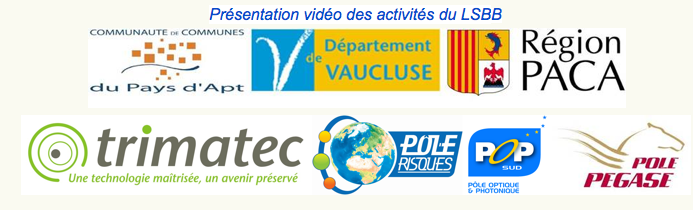 Présentation vidéo des activités du LSBB
COMMUNAUTÉ DE COMMUNES
du Pays d'Apt
Département
de VAUCLUSE
Région
PACA
trimatec
Une technologie maîtrisée, un avenir préservé
PÔLE
RISQUES
POP
SUD
PÔLE OPTIQUE
& PHOTONIQUE
POLE
PEGASE